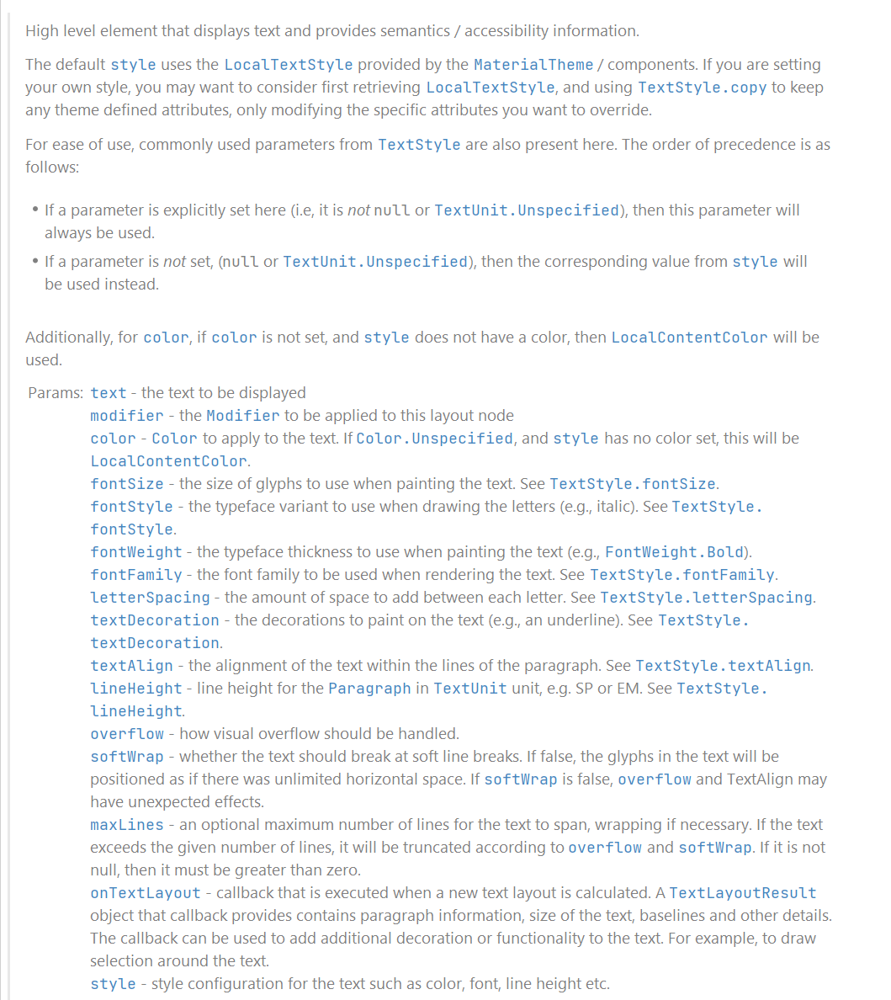 High level element that displays text and provides semantics / accessibility information.
The default style uses the LocalTextStyle provided by the MaterialTheme / components. If you are setting
your own style, you may want to consider first retrieving LocalTextStyle, and using TextStyle.copy to keep
any theme defined attributes, only modifying the specific attributes you want to override.
For ease of use, commonly used parameters from TextStyle are also present here. The order of precedence is as
follows:
• If a parameter is explicitly set here (i.e, it is not null or TextUnit.Unspecified), then this parameter will
always be used.
• If a parameter is not set, (null or TextUnit.Unspecified), then the corresponding value from style will
be used instead.
Additionally, for color, if color is not set, and style does not have a color, then LocalContentColor will be
used.
Params: text - the text to be displayed
modifier - the Modifier to be applied to this layout node
color - Color to apply to the text. If Color.Unspecified, and style has no color set, this will be
LocalContentColor.
fontSize - the size of glyphs to use when painting the text. See TextStyle.fontSize.
fontStyle - the typeface variant to use when drawing the letters (e.g., italic). See TextStyle.
fontStyle.
fontWeight - the typeface thickness to use when painting the text (e.g., FontWeight.Bold).
fontFamily - the font family to be used when rendering the text. See TextStyle.fontFamily.
letterSpacing - the amount of space to add between each letter. See TextStyle.letterSpacing.
textDecoration - the decorations to paint on the text (e.g., an underline). See TextStyle.
textDecoration.
textAlign - the alignment of the text within the lines of the paragraph. See TextStyle.textAlign.
lineHeight - line height for the Paragraph in TextUnit unit, e.g. SP or EM. See TextStyle.
lineHeight.
overflow - how visual overflow should be handled.
softWrap - whether the text should break at soft line breaks. If false, the glyphs in the text will be
positioned as if there was unlimited horizontal space. If softWrap is false, overflow and TextAlign may
have unexpected effects.
maxLines - an optional maximum number of lines for the text to span, wrapping if necessary. If the text
exceeds the given number of lines, it will be truncated according to overflow and softWrap. If it is not
null, then it must be greater than zero.
onTextLayout - callback that is executed when a new text layout is calculated. A TextLayoutResult
object that callback provides contains paragraph information, size of the text, baselines and other details.
The callback can be used to add additional decoration or functionality to the text. For example, to draw
selection around the text.
style - style configuration for the text such as color, font, line height etc.